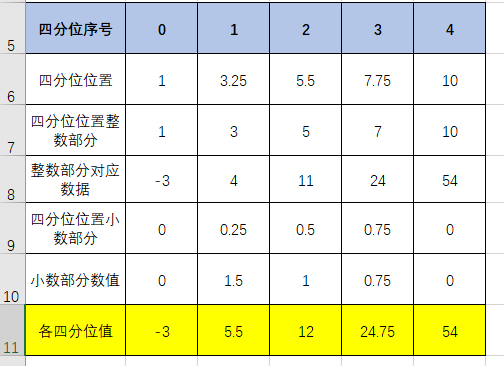 5 四分位序号 0 1 2 3 4
6 四分位位置 1 3.25 5.5 7.75 10
7 四分位位置整数部分 1 3 5 7 10
8 整数部分对应数据 -3 4 11 24 54
9 四分位位置小数部分 0 0.25 0.5 0.75 0
10 小数部分数值 0 1.5 1 0.75 0
11 各四分位值 -3 5.5 12 24.75 54